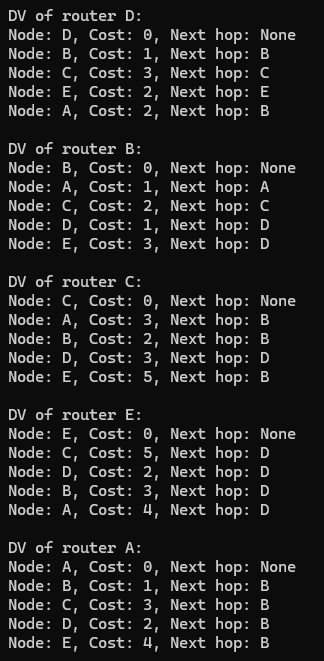 DV of router D:
Node: D, Cost: 0, Next hop: None
Node: B, Cost: 1, Next hop: B
Node: C, Cost: 3, Next hop: C
Node: E, Cost: 2, Next hop: E
Node: A, Cost: 2, Next hop: B

DV of router B:
Node: B, Cost: 0, Next hop: None
Node: A, Cost: 1, Next hop: A
Node: C, Cost: 2, Next hop: C
Node: D, Cost: 1, Next hop: D
Node: E, Cost: 3, Next hop: D

DV of router C:
Node: C, Cost: 0, Next hop: None
Node: A, Cost: 3, Next hop: B
Node: B, Cost: 2, Next hop: B
Node: D, Cost: 3, Next hop: D
Node: E, Cost: 5, Next hop: B

DV of router E:
Node: E, Cost: 0, Next hop: None
Node: C, Cost: 5, Next hop: D
Node: D, Cost: 2, Next hop: D
Node: B, Cost: 3, Next hop: D
Node: A, Cost: 4, Next hop: D

DV of router A:
Node: A, Cost: 0, Next hop: None
Node: B, Cost: 1, Next hop: B
Node: C, Cost: 3, Next hop: B
Node: D, Cost: 2, Next hop: B
Node: E, Cost: 4, Next hop: B